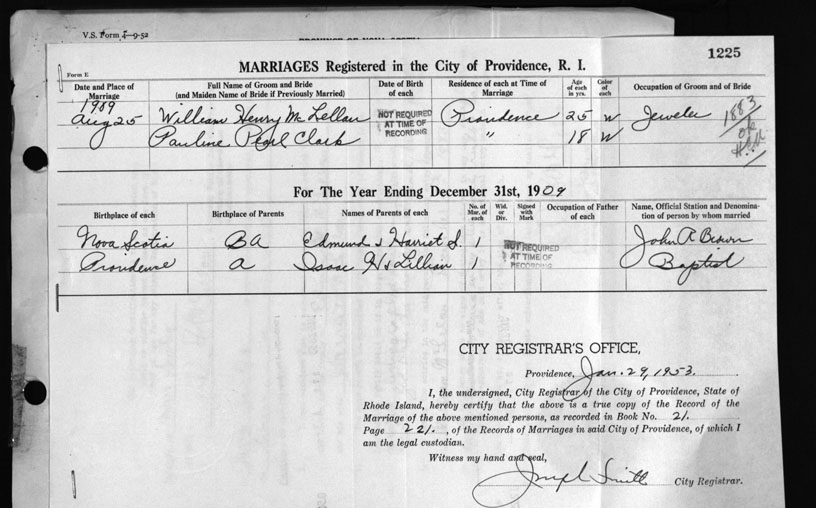 V.S. Form 5-9-52
PROVINCE OF NOVA SCOTIA
1225
MARRIAGES Registered in the City of Providence, R. I.
Form E
Date and Place of Marriage Full Name of Groom and Bride (and Maiden Name of Bride if Previously Married) Date of Birth of each Residence of each at Time of Marriage Age of each in yrs. Color of each Occupation of Groom and of Bride
1909
Aug 25 William Henry McLellan NOT REQUIRED AT TIME OF RECORDING Providence 25 W Jeweler 1883
Pauline Pearl Clark " 18 W
For The Year Ending December 31st, 1909
Birthplace of each Birthplace of Parents Names of Parents of each No. of Mar. of each Wid. or Div. Signed with Mark Occupation of Father of each Name, Official Station and Denomination of person by whom married
Nova Scotia BA Edmund & Harriet S. 1 NOT REQUIRED AT TIME OF RECORDING John R Brown
Providence A Isaac H & Lillian 1 Baptist
CITY REGISTRAR'S OFFICE,
Providence, Jan. 29, 1953.
I, the undersigned, City Registrar of the City of Providence, State of
Rhode Island, hereby certify that the above is a true copy of the Record of the
Marriage of the above mentioned persons, as recorded in Book No. 21.
Page 221. , of the Records of Marriages in said City of Providence, of which I
am the legal custodian.
Witness my hand and seal,
Joseph Smith City Registrar.